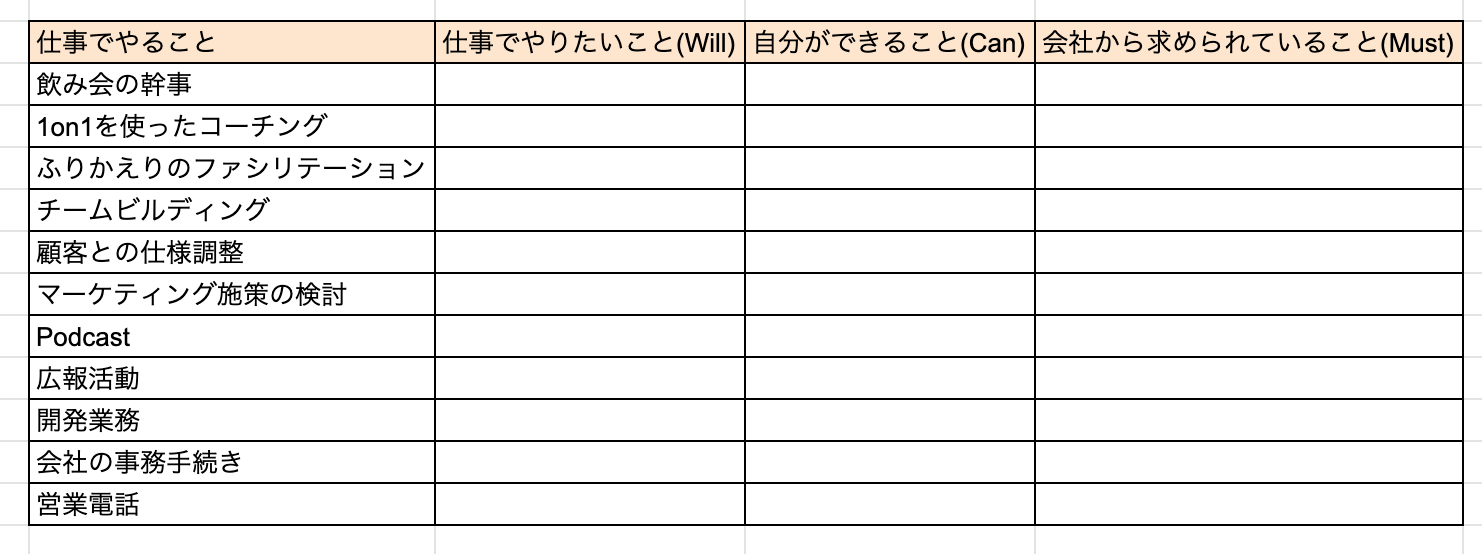 仕事でやること 仕事でやりたいこと(Will) 自分ができること(Can) 会社から求められていること(Must)
飲み会の幹事
1on1を使ったコーチング
ふりかえりのファシリテーション
チームビルディング
顧客との仕様調整
マーケティング施策の検討
Podcast
広報活動
開発業務
会社の事務手続き
営業電話